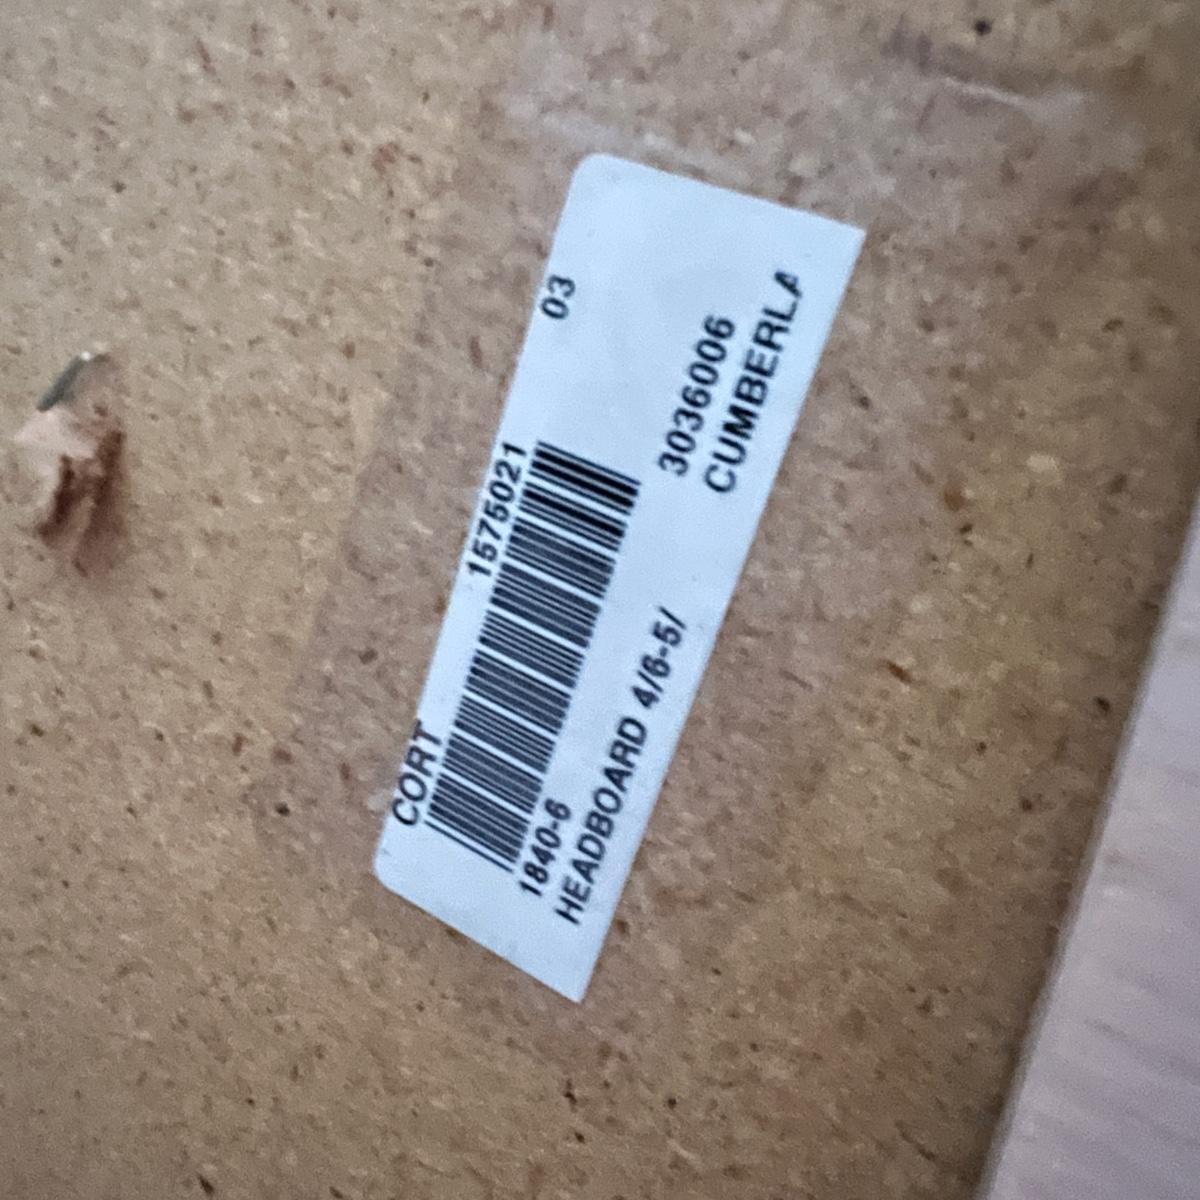 CORT 1575021 03
1840-6 3036006
HEADBOARD 4/6-5/ CUMBERLA